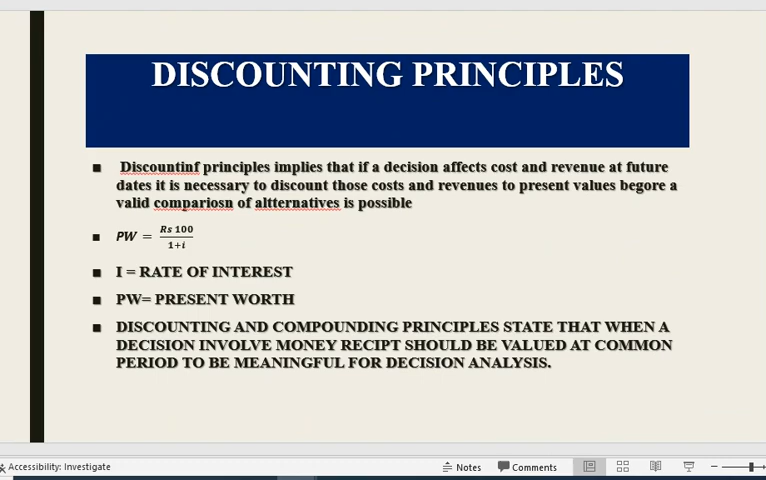 DISCOUNTING PRINCIPLES
Discountinf principles implies that if a decision affects cost and revenue at future
dates it is necessary to discount those costs and revenues to present values begore a
valid compariosn of altternatives is possible
PW = Rs 100 / 1+i
I = RATE OF INTEREST
PW= PRESENT WORTH
DISCOUNTING AND COMPOUNDING PRINCIPLES STATE THAT WHEN A
DECISION INVOLVE MONEY RECIPT SHOULD BE VALUED AT COMMON
PERIOD TO BE MEANINGFUL FOR DECISION ANALYSIS.
Accessibility: Investigate
Notes
Comments